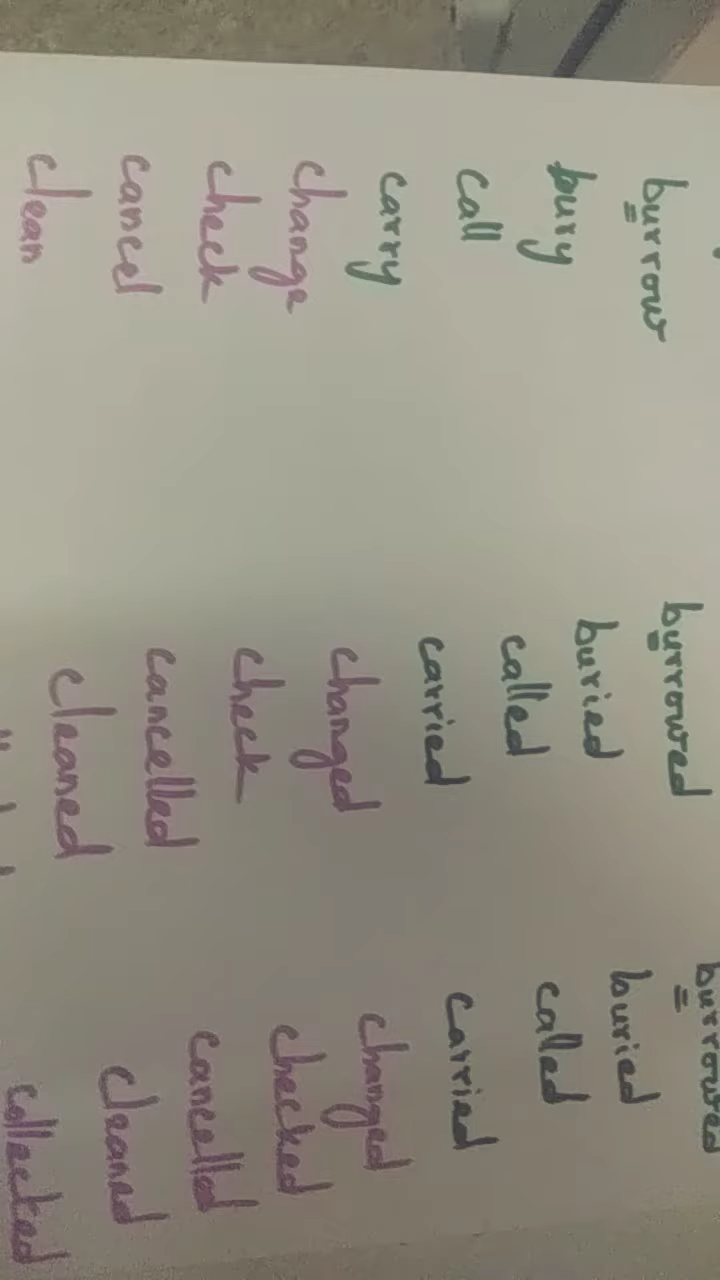 burrow burrowed burrowed
bury buried buried
call called called
carry carried carried
change changed changed
check check checked
cancel cancelled cancelled
clean cleaned cleaned
collected